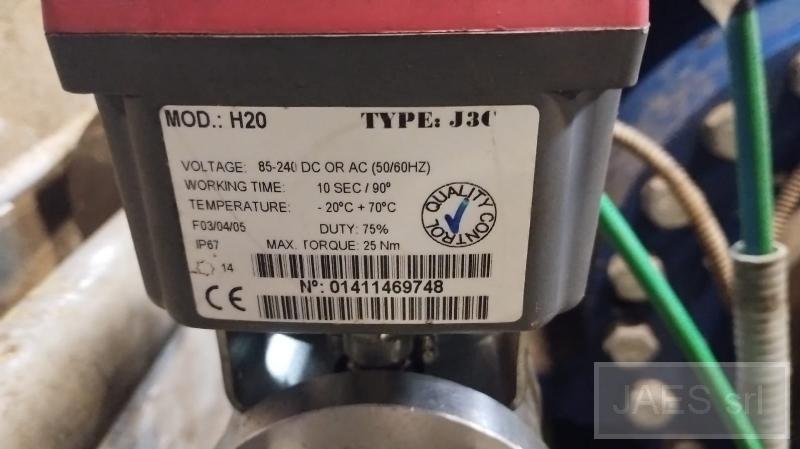 MOD.: H20 TYPE: J3C
VOLTAGE: 85-240 DC OR AC (50/60HZ)
WORKING TIME: 10 SEC / 90º
TEMPERATURE: - 20ºC + 70ºC
F03/04/05 DUTY: 75%
IP67 MAX. TORQUE: 25 Nm
14
QUALITY CONTROL
Nº: 01411469748
CE
JAES srl